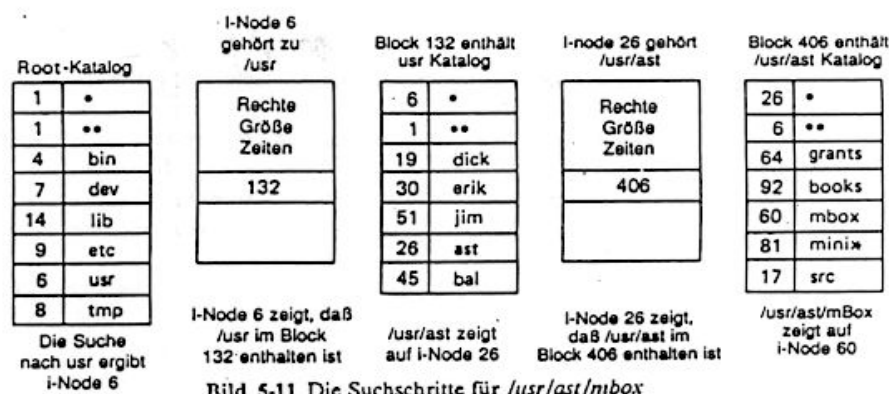 Root-Katalog
1 •
1 ••
4 bin
7 dev
14 lib
9 etc
6 usr
8 tmp
Die Suche
nach usr ergibt
i-Node 6
I-Node 6
gehört zu
/usr
Rechte
Größe
Zeiten
132
I-Node 6 zeigt, daß
/usr im Block
132 enthalten ist
Block 132 enthält
usr Katalog
6 •
1 ••
19 dick
30 erik
51 jim
26 ast
45 bal
/usr/ast zeigt
auf i-Node 26
I-node 26 gehört
/usr/ast
Rechte
Größe
Zeiten
406
I-Node 26 zeigt,
daß /usr/ast im
Block 406 enthalten ist
Block 406 enthält
/usr/ast Katalog
26 •
6 ••
64 grants
92 books
60 mbox
81 minix
17 src
/usr/ast/mBox
zeigt auf
i-Node 60
Bild 5-11 Die Suchschritte für /usr/ast/mbox